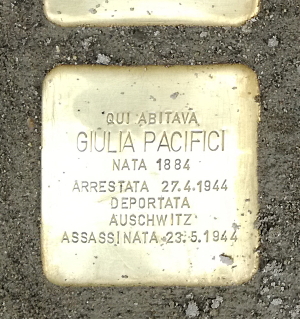 QUI ABITAVA
GIULIA PACIFICI
NATA 1884
ARRESTATA 27.4.1944
DEPORTATA
AUSCHWITZ
ASSASSINATA 23.5.1944